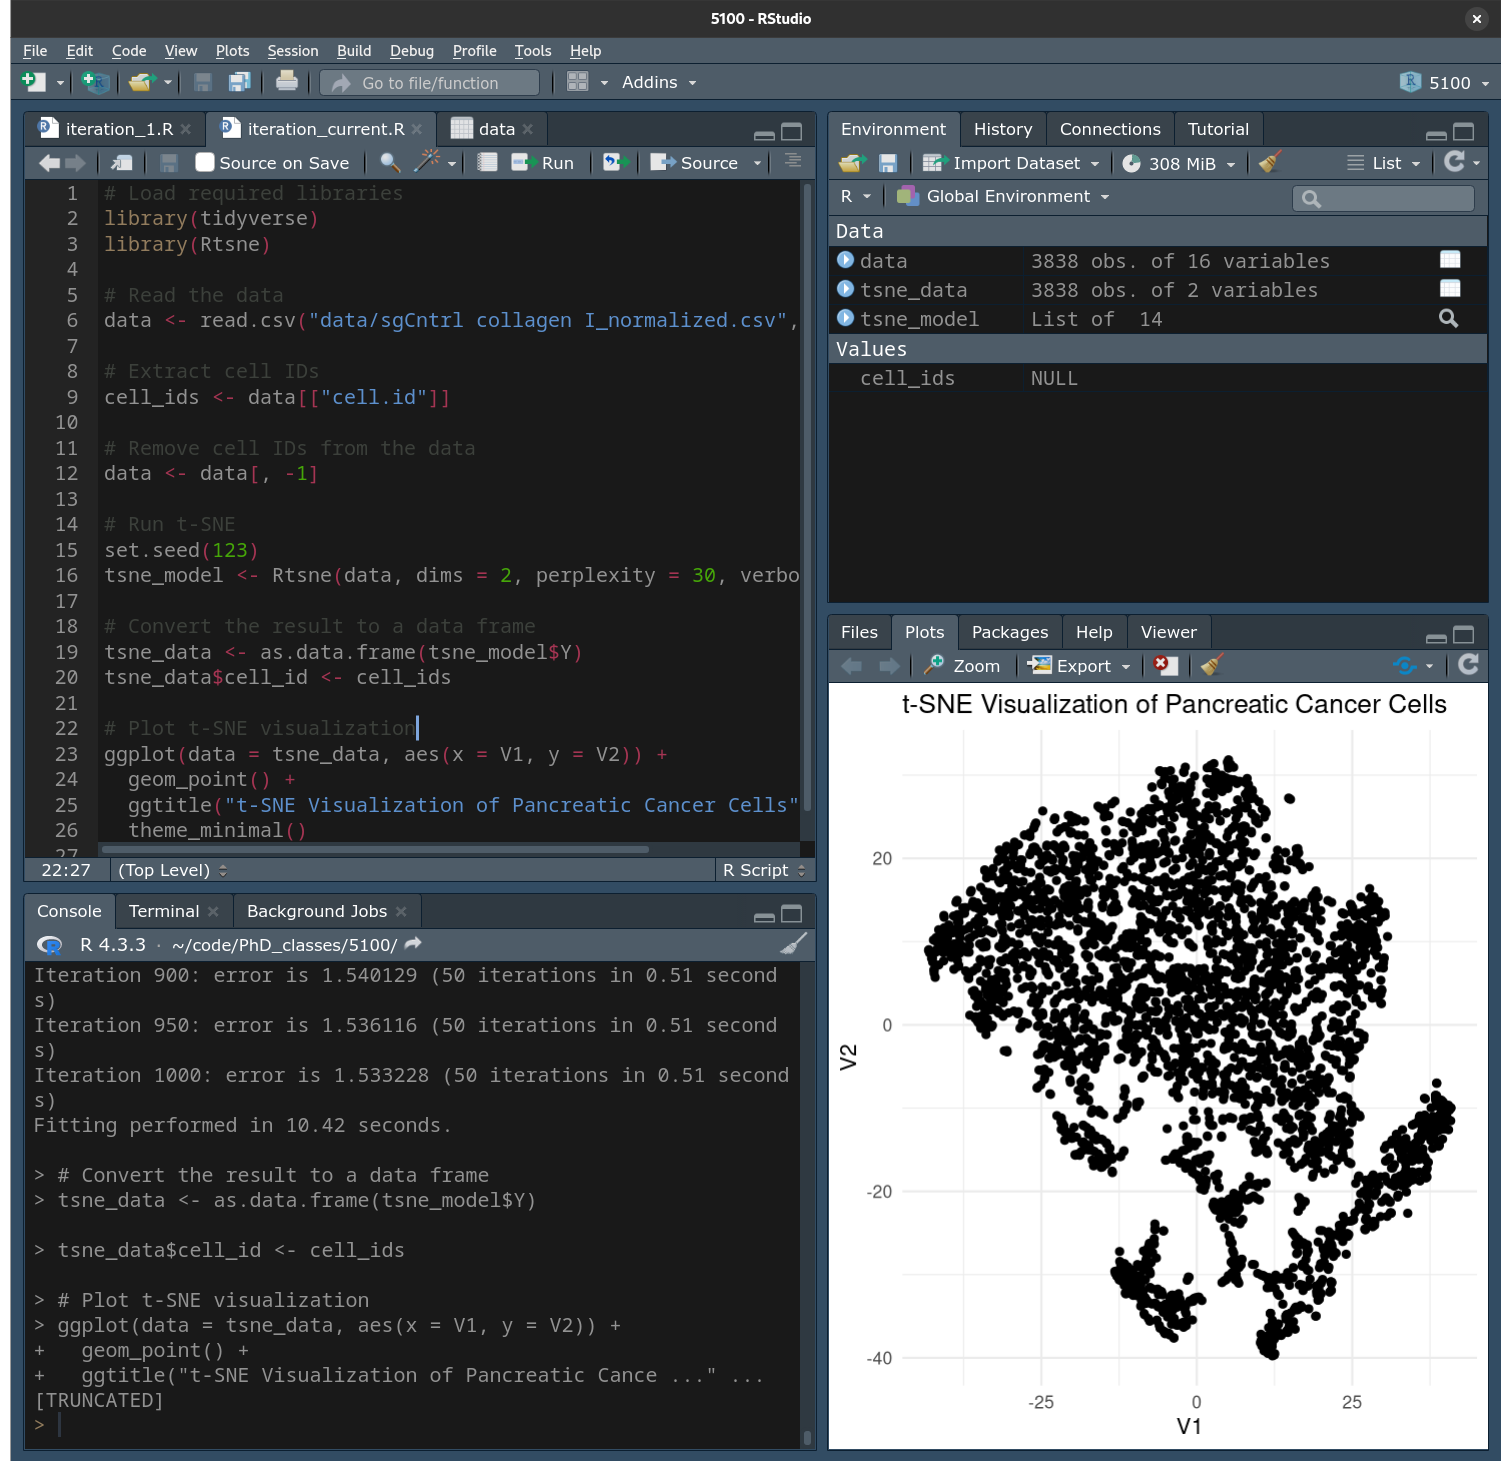 5100 - RStudio
File Edit Code View Plots Session Build Debug Profile Tools Help
Go to file/function Addins 5100
iteration_1.R iteration_current.R data
Source on Save Run Source
1 # Load required libraries
2 library(tidyverse)
3 library(Rtsne)
4
5 # Read the data
6 data <- read.csv("data/sgCntrl collagen I_normalized.csv",
7
8 # Extract cell IDs
9 cell_ids <- data[["cell.id"]]
10
11 # Remove cell IDs from the data
12 data <- data[, -1]
13
14 # Run t-SNE
15 set.seed(123)
16 tsne_model <- Rtsne(data, dims = 2, perplexity = 30, verbo
17
18 # Convert the result to a data frame
19 tsne_data <- as.data.frame(tsne_model$Y)
20 tsne_data$cell_id <- cell_ids
21
22 # Plot t-SNE visualization
23 ggplot(data = tsne_data, aes(x = V1, y = V2)) +
24 geom_point() +
25 ggtitle("t-SNE Visualization of Pancreatic Cancer Cells"
26 theme_minimal()
27
22:27 (Top Level) R Script
Console Terminal Background Jobs
R 4.3.3 · ~/code/PhD_classes/5100/
Iteration 900: error is 1.540129 (50 iterations in 0.51 second
s)
Iteration 950: error is 1.536116 (50 iterations in 0.51 second
s)
Iteration 1000: error is 1.533228 (50 iterations in 0.51 second
s)
Fitting performed in 10.42 seconds.
> # Convert the result to a data frame
> tsne_data <- as.data.frame(tsne_model$Y)
> tsne_data$cell_id <- cell_ids
> # Plot t-SNE visualization
> ggplot(data = tsne_data, aes(x = V1, y = V2)) +
+ geom_point() +
+ ggtitle("t-SNE Visualization of Pancreatic Cance ..." ...
[TRUNCATED]
>
Environment History Connections Tutorial
Import Dataset 308 MiB List
R Global Environment
Data
data 3838 obs. of 16 variables
tsne_data 3838 obs. of 2 variables
tsne_model List of 14
Values
cell_ids NULL
Files Plots Packages Help Viewer
Zoom Export
t-SNE Visualization of Pancreatic Cancer Cells
20
0
-20
-40
V2
-25 0 25
V1